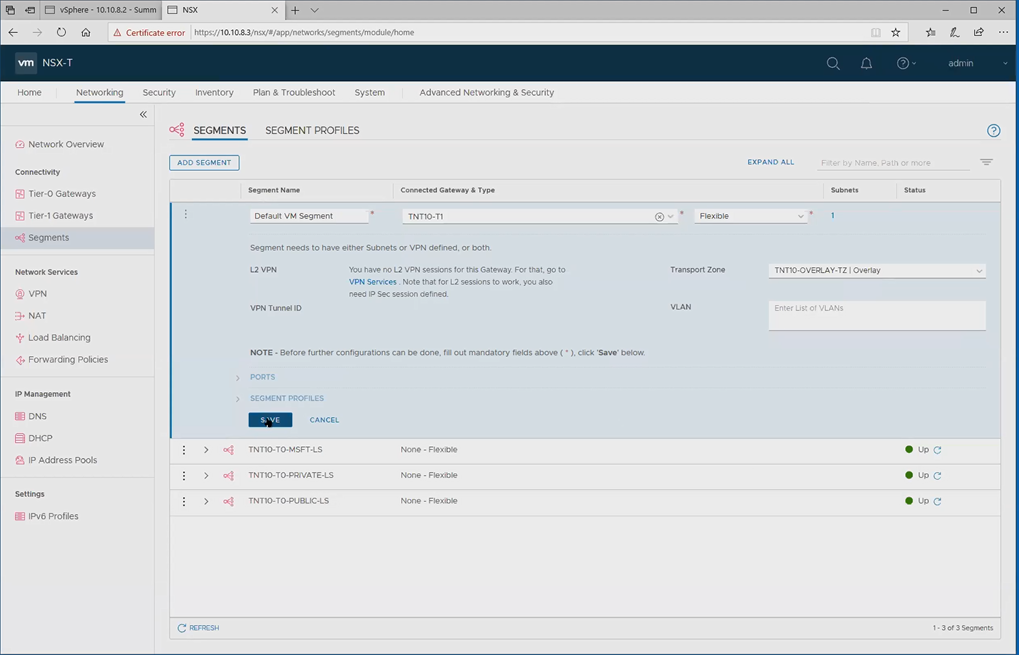 vSphere - 10.10.8.2 - Summ
NSX
Certificate error
https://10.10.8.3/nsx/#/app/networks/segments/module/home
vm NSX-T
admin
Home Networking Security Inventory Plan & Troubleshoot System Advanced Networking & Security
Network Overview
Connectivity
Tier-0 Gateways
Tier-1 Gateways
Segments
Network Services
VPN
NAT
Load Balancing
Forwarding Policies
IP Management
DNS
DHCP
IP Address Pools
Settings
IPv6 Profiles
SEGMENTS SEGMENT PROFILES
ADD SEGMENT
EXPAND ALL
Filter by Name, Path or more
Segment Name Connected Gateway & Type Subnets Status
Default VM Segment * TNT10-T1 * Flexible * 1
Segment needs to have either Subnets or VPN defined, or both.
L2 VPN
You have no L2 VPN sessions for this Gateway. For that, go to
VPN Services . Note that for L2 sessions to work, you also
need IP Sec session defined.
Transport Zone
TNT10-OVERLAY-TZ | Overlay
VPN Tunnel ID
VLAN
Enter List of VLANs
NOTE - Before further configurations can be done, fill out mandatory fields above ( * ), click 'Save' below.
PORTS
SEGMENT PROFILES
SAVE CANCEL
TNT10-T0-MSFT-LS None - Flexible Up
TNT10-T0-PRIVATE-LS None - Flexible Up
TNT10-T0-PUBLIC-LS None - Flexible Up
REFRESH
1 - 3 of 3 Segments